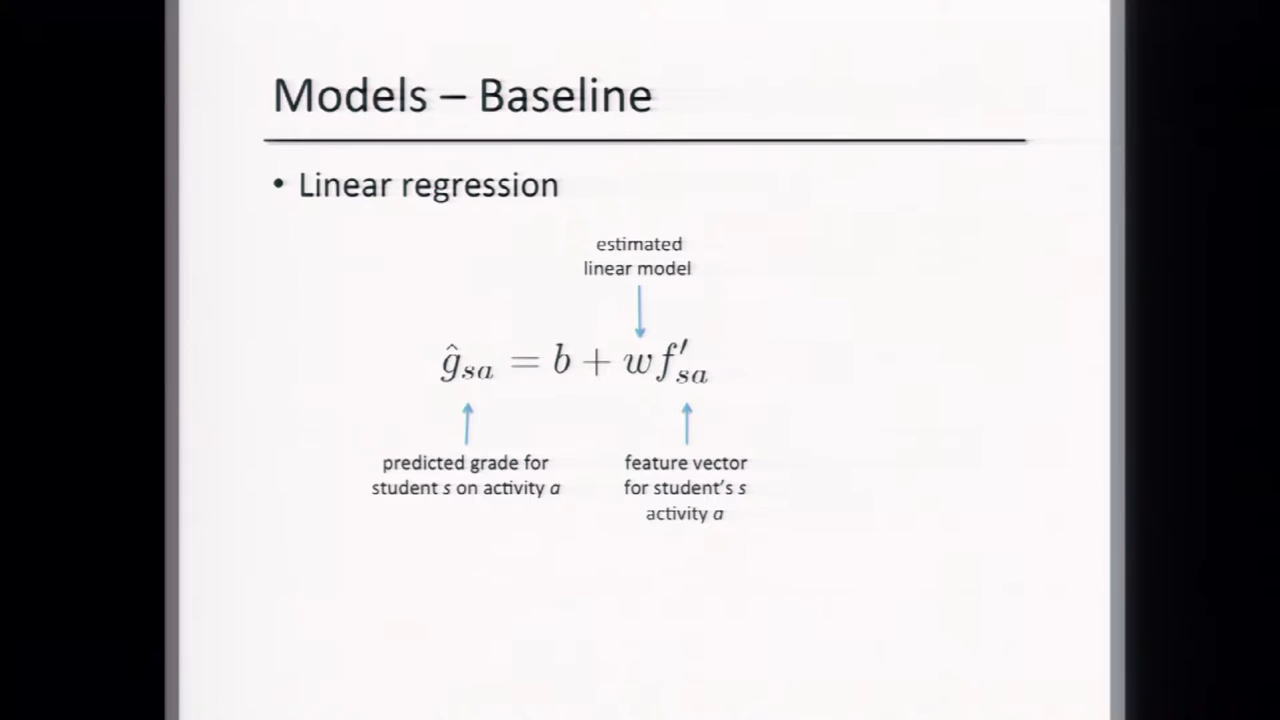 Models – Baseline
• Linear regression
estimated
linear model
ĝ_sa = b + wf′_sa
predicted grade for
student s on activity a
feature vector
for student's s
activity a